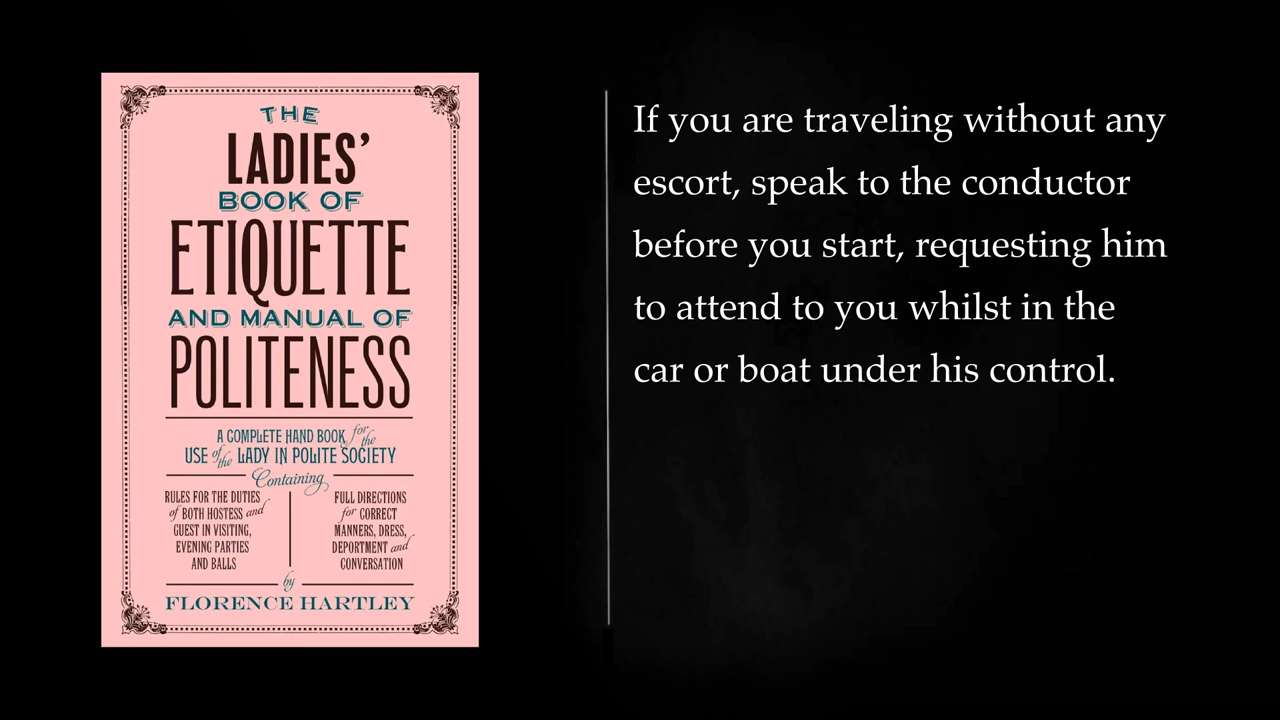 THE
LADIES'
BOOK OF
ETIQUETTE
AND MANUAL OF
POLITENESS
A COMPLETE HAND BOOK for the
USE of the LADY IN POLITE SOCIETY
Containing
RULES FOR THE DUTIES
of BOTH HOSTESS and
GUEST IN VISITING,
EVENING PARTIES
AND BALLS
FULL DIRECTIONS
for CORRECT
MANNERS, DRESS,
DEPORTMENT and
CONVERSATION
by
FLORENCE HARTLEY
If you are traveling without any
escort, speak to the conductor
before you start, requesting him
to attend to you whilst in the
car or boat under his control.